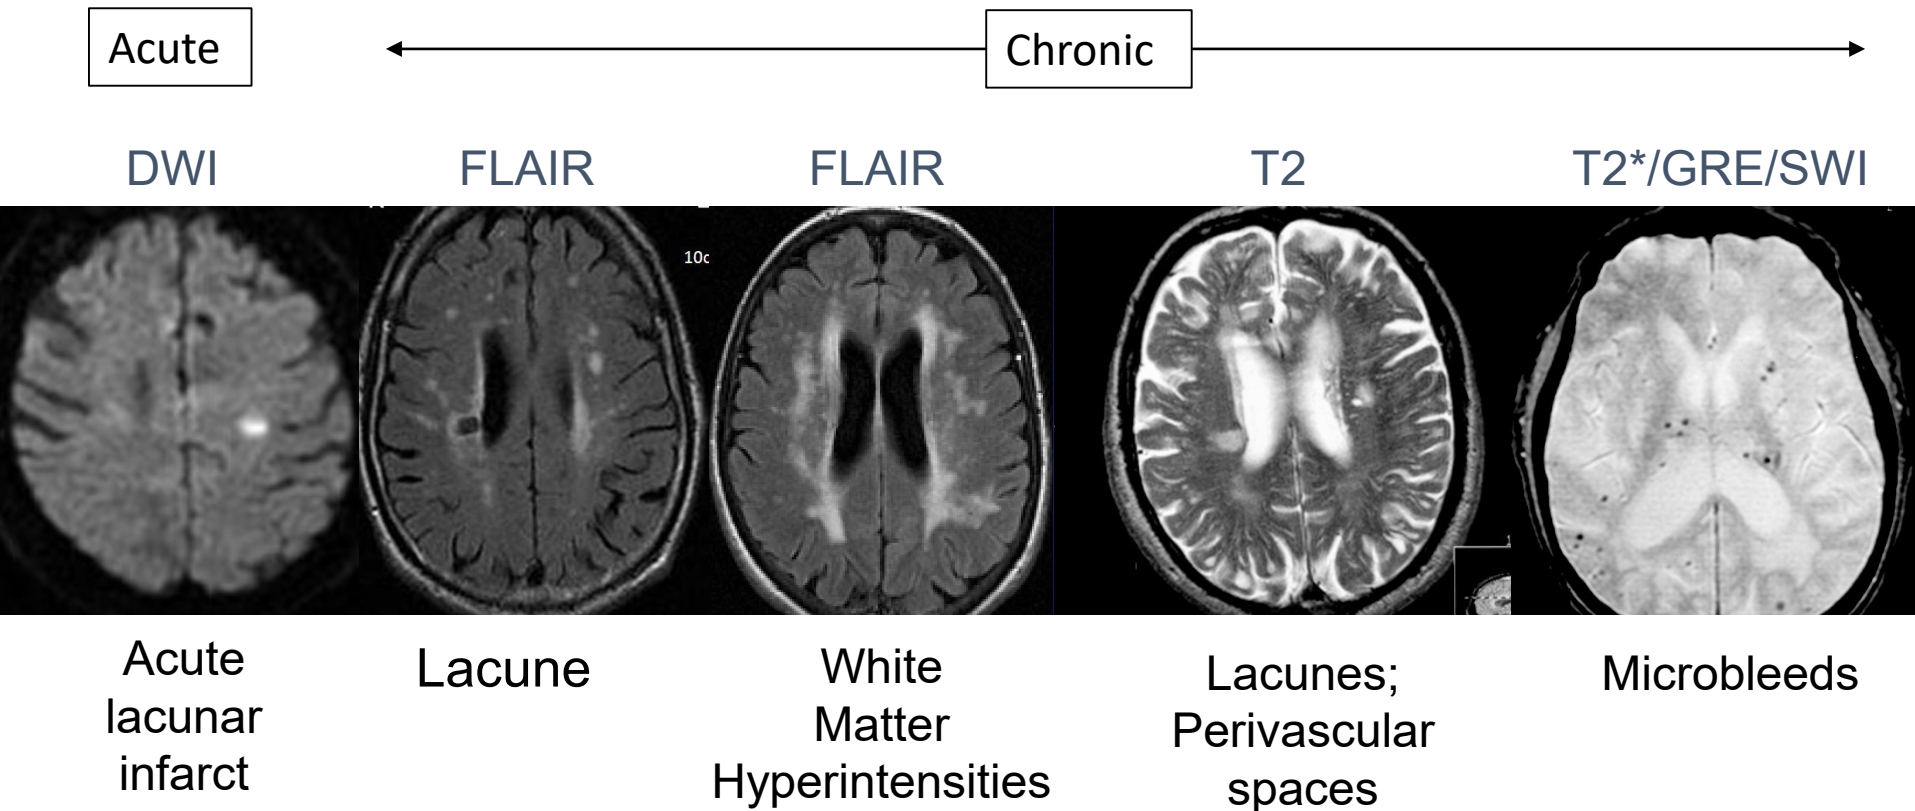 Acute
Chronic
DWI
FLAIR
FLAIR
T2
T2*/GRE/SWI
10c
Acute
lacunar
infarct
Lacune
White
Matter
Hyperintensities
Lacunes;
Perivascular
spaces
Microbleeds